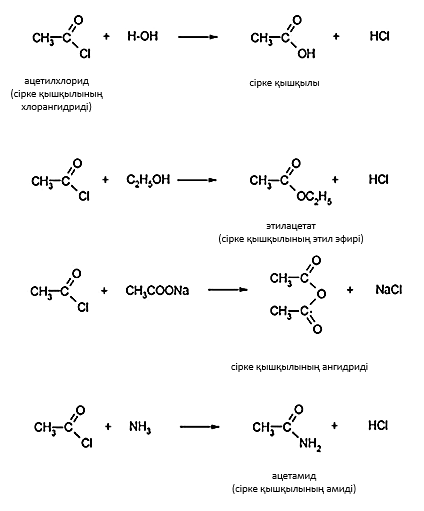 CH₃—C(=O)—Cl + H-OH ⟶ CH₃—C(=O)—OH + HCl
ацетилхлорид
(сірке қышқылының
хлорангидриді)
сірке қышқылы
CH₃—C(=O)—Cl + C₂H₅OH ⟶ CH₃—C(=O)—OC₂H₅ + HCl
этилацетат
(сірке қышқылының этил эфирі)
CH₃—C(=O)—Cl + CH₃COONa ⟶ CH₃—C(=O)—O—C(=O)—CH₃ + NaCl
сірке қышқылының ангидриді
CH₃—C(=O)—Cl + NH₃ ⟶ CH₃—C(=O)—NH₂ + HCl
ацетамид
(сірке қышқылының амиді)